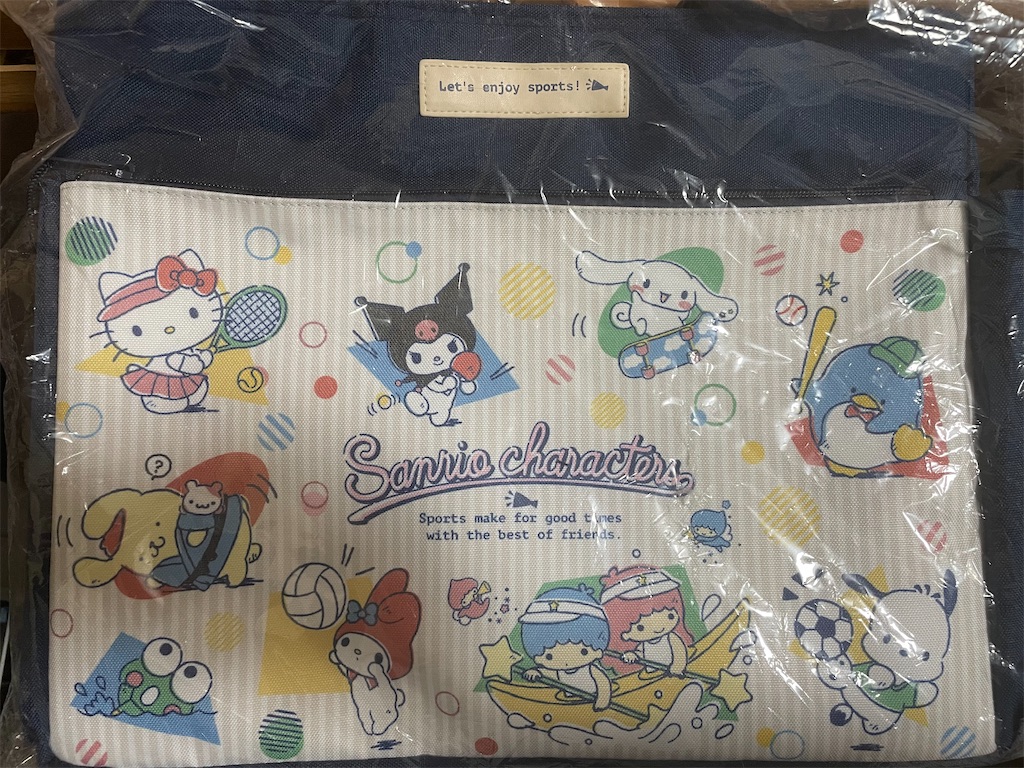 Let's enjoy sports!
?
Sanrio characters
Sports make for good times
with the best of friends.